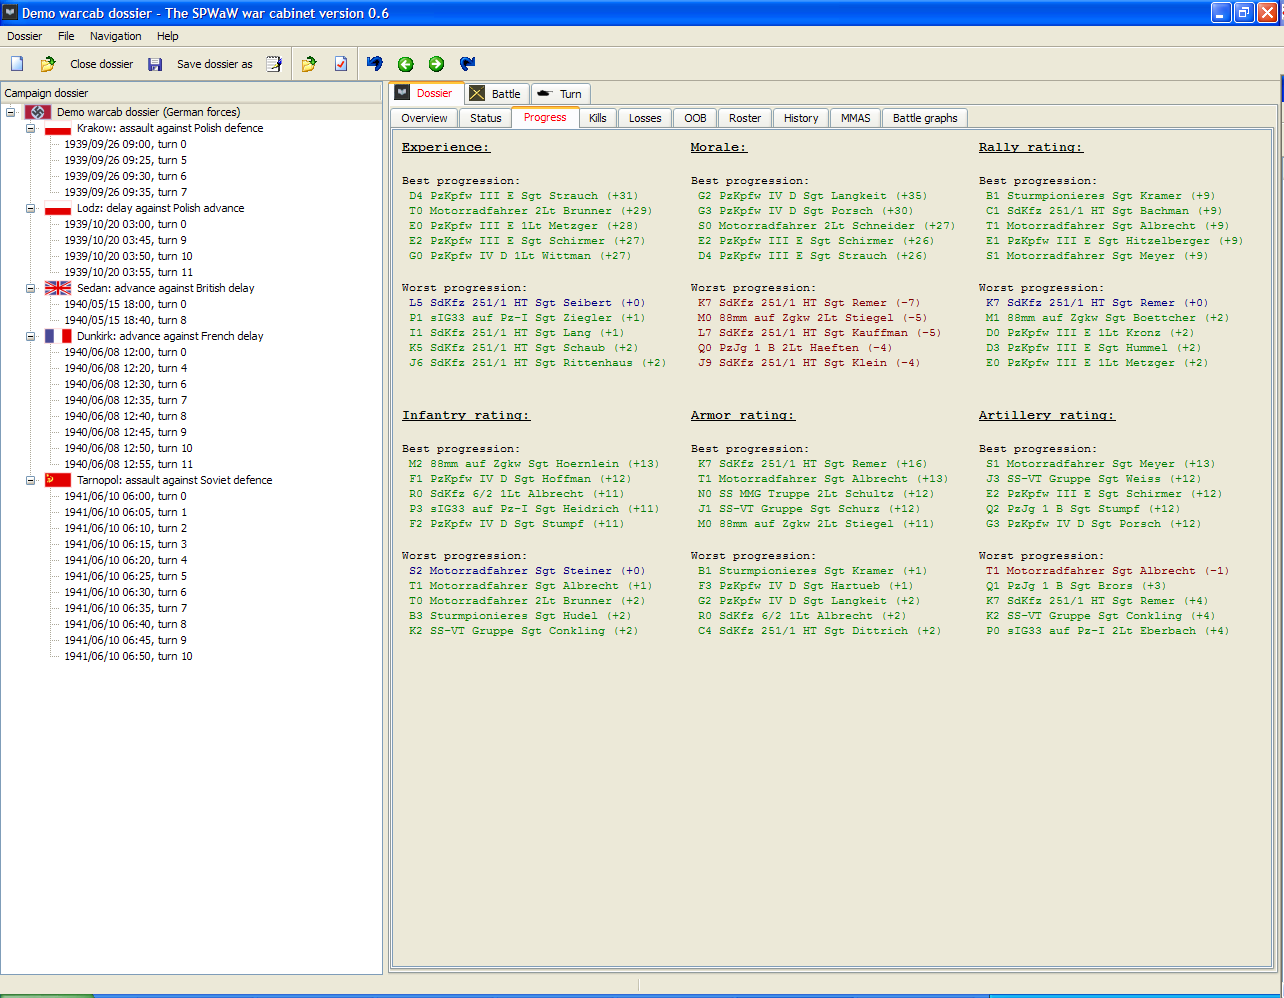 Demo warcab dossier - The SPWaW war cabinet version 0.6
Dossier File Navigation Help
Close dossier Save dossier as
Campaign dossier
Demo warcab dossier (German forces)
Krakow: assault against Polish defence
1939/09/26 09:00, turn 0
1939/09/26 09:25, turn 5
1939/09/26 09:30, turn 6
1939/09/26 09:35, turn 7
Lodz: delay against Polish advance
1939/10/20 03:00, turn 0
1939/10/20 03:45, turn 9
1939/10/20 03:50, turn 10
1939/10/20 03:55, turn 11
Sedan: advance against British delay
1940/05/15 18:00, turn 0
1940/05/15 18:40, turn 8
Dunkirk: advance against French delay
1940/06/08 12:00, turn 0
1940/06/08 12:20, turn 4
1940/06/08 12:30, turn 6
1940/06/08 12:35, turn 7
1940/06/08 12:40, turn 8
1940/06/08 12:45, turn 9
1940/06/08 12:50, turn 10
1940/06/08 12:55, turn 11
Tarnopol: assault against Soviet defence
1941/06/10 06:00, turn 0
1941/06/10 06:05, turn 1
1941/06/10 06:10, turn 2
1941/06/10 06:15, turn 3
1941/06/10 06:20, turn 4
1941/06/10 06:25, turn 5
1941/06/10 06:30, turn 6
1941/06/10 06:35, turn 7
1941/06/10 06:40, turn 8
1941/06/10 06:45, turn 9
1941/06/10 06:50, turn 10
Dossier Battle Turn
Overview Status Progress Kills Losses OOB Roster History MMAS Battle graphs
Experience:
Best progression:
D4 PzKpfw III E Sgt Strauch (+31)
T0 Motorradfahrer 2Lt Brunner (+29)
E0 PzKpfw III E 1Lt Metzger (+28)
E2 PzKpfw III E Sgt Schirmer (+27)
G0 PzKpfw IV D 1Lt Wittman (+27)
Worst progression:
L5 SdKfz 251/1 HT Sgt Seibert (+0)
P1 sIG33 auf Pz-I Sgt Ziegler (+1)
I1 SdKfz 251/1 HT Sgt Lang (+1)
K5 SdKfz 251/1 HT Sgt Schaub (+2)
J6 SdKfz 251/1 HT Sgt Rittenhaus (+2)
Morale:
Best progression:
G2 PzKpfw IV D Sgt Langkeit (+35)
G3 PzKpfw IV D Sgt Porsch (+30)
S0 Motorradfahrer 2Lt Schneider (+27)
E2 PzKpfw III E Sgt Schirmer (+26)
D4 PzKpfw III E Sgt Strauch (+26)
Worst progression:
K7 SdKfz 251/1 HT Sgt Remer (-7)
M0 88mm auf Zgkw 2Lt Stiegel (-5)
L7 SdKfz 251/1 HT Sgt Kauffman (-5)
Q0 PzJg 1 B 2Lt Haeften (-4)
J9 SdKfz 251/1 HT Sgt Klein (-4)
Rally rating:
Best progression:
B1 Sturmpionieres Sgt Kramer (+9)
C1 SdKfz 251/1 HT Sgt Bachman (+9)
T1 Motorradfahrer Sgt Albrecht (+9)
E1 PzKpfw III E Sgt Hitzelberger (+9)
S1 Motorradfahrer Sgt Meyer (+9)
Worst progression:
K7 SdKfz 251/1 HT Sgt Remer (+0)
M1 88mm auf Zgkw Sgt Boettcher (+2)
D0 PzKpfw III E 1Lt Kronz (+2)
D3 PzKpfw III E Sgt Hummel (+2)
E0 PzKpfw III E 1Lt Metzger (+2)
Infantry rating:
Best progression:
M2 88mm auf Zgkw Sgt Hoernlein (+13)
F1 PzKpfw IV D Sgt Hoffman (+12)
R0 SdKfz 6/2 1Lt Albrecht (+11)
P3 sIG33 auf Pz-I Sgt Heidrich (+11)
F2 PzKpfw IV D Sgt Stumpf (+11)
Worst progression:
S2 Motorradfahrer Sgt Steiner (+0)
T1 Motorradfahrer Sgt Albrecht (+1)
T0 Motorradfahrer 2Lt Brunner (+2)
B3 Sturmpionieres Sgt Hudel (+2)
K2 SS-VT Gruppe Sgt Conkling (+2)
Armor rating:
Best progression:
K7 SdKfz 251/1 HT Sgt Remer (+16)
T1 Motorradfahrer Sgt Albrecht (+13)
N0 SS MMG Truppe 2Lt Schultz (+12)
J1 SS-VT Gruppe Sgt Schurz (+12)
M0 88mm auf Zgkw 2Lt Stiegel (+11)
Worst progression:
B1 Sturmpionieres Sgt Kramer (+1)
F3 PzKpfw IV D Sgt Hartueb (+1)
G2 PzKpfw IV D Sgt Langkeit (+2)
R0 SdKfz 6/2 1Lt Albrecht (+2)
C4 SdKfz 251/1 HT Sgt Dittrich (+2)
Artillery rating:
Best progression:
S1 Motorradfahrer Sgt Meyer (+13)
J3 SS-VT Gruppe Sgt Weiss (+12)
E2 PzKpfw III E Sgt Schirmer (+12)
Q2 PzJg 1 B Sgt Stumpf (+12)
G3 PzKpfw IV D Sgt Porsch (+12)
Worst progression:
T1 Motorradfahrer Sgt Albrecht (-1)
Q1 PzJg 1 B Sgt Brors (+3)
K7 SdKfz 251/1 HT Sgt Remer (+4)
K2 SS-VT Gruppe Sgt Conkling (+4)
P0 sIG33 auf Pz-I 2Lt Eberbach (+4)